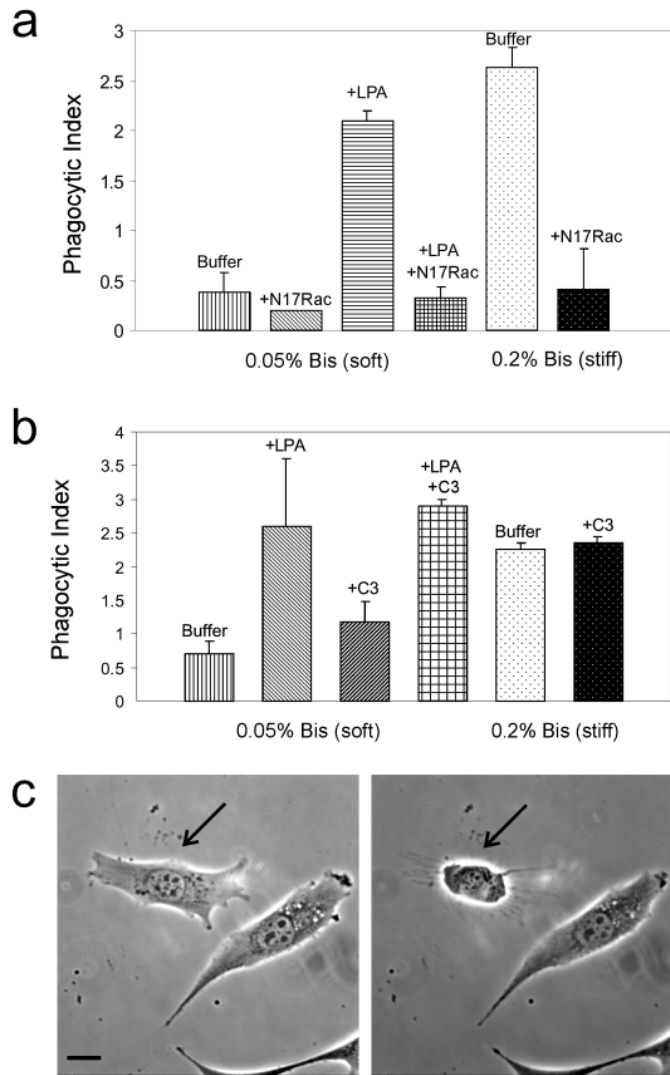 a
Phagocytic Index
3
2.5
2
1.5
1
0.5
0
Buffer
+N17Rac
+LPA
+LPA
+N17Rac
Buffer
+N17Rac
0.05% Bis (soft)
0.2% Bis (stiff)
b
Phagocytic Index
4
3.5
3
2.5
2
1.5
1
0.5
0
Buffer
+LPA
+C3
+LPA
+C3
Buffer
+C3
0.05% Bis (soft)
0.2% Bis (stiff)
c